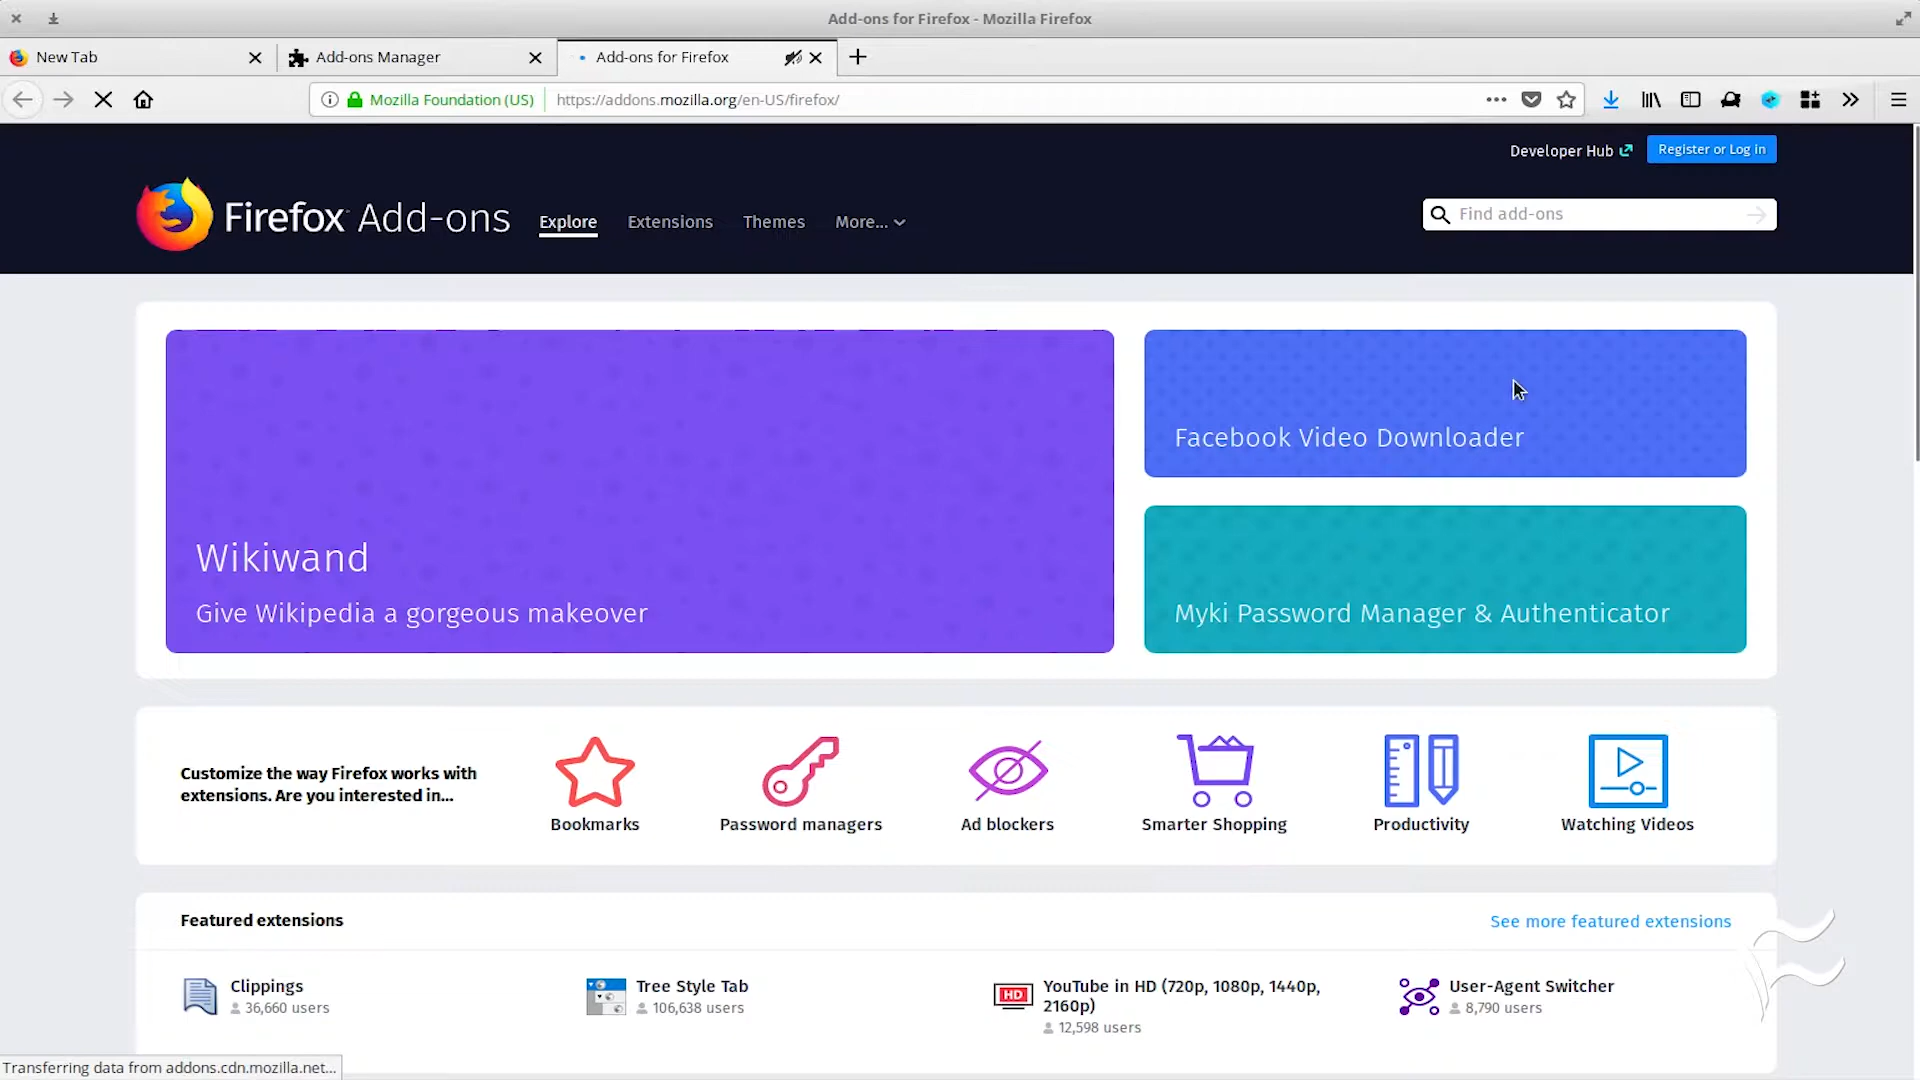 Add-ons for Firefox - Mozilla Firefox
New Tab
Add-ons Manager
Add-ons for Firefox
Mozilla Foundation (US)
https://addons.mozilla.org/en-US/firefox/
Developer Hub
Register or Log in
Firefox Add-ons
Explore
Extensions
Themes
More...
Find add-ons
Wikiwand
Give Wikipedia a gorgeous makeover
Facebook Video Downloader
Myki Password Manager & Authenticator
Customize the way Firefox works with
extensions. Are you interested in...
Bookmarks
Password managers
Ad blockers
Smarter Shopping
Productivity
Watching Videos
Featured extensions
See more featured extensions
Clippings
36,660 users
Tree Style Tab
106,638 users
HD
YouTube in HD (720p, 1080p, 1440p,
2160p)
12,598 users
User-Agent Switcher
8,790 users
Transferring data from addons.cdn.mozilla.net...